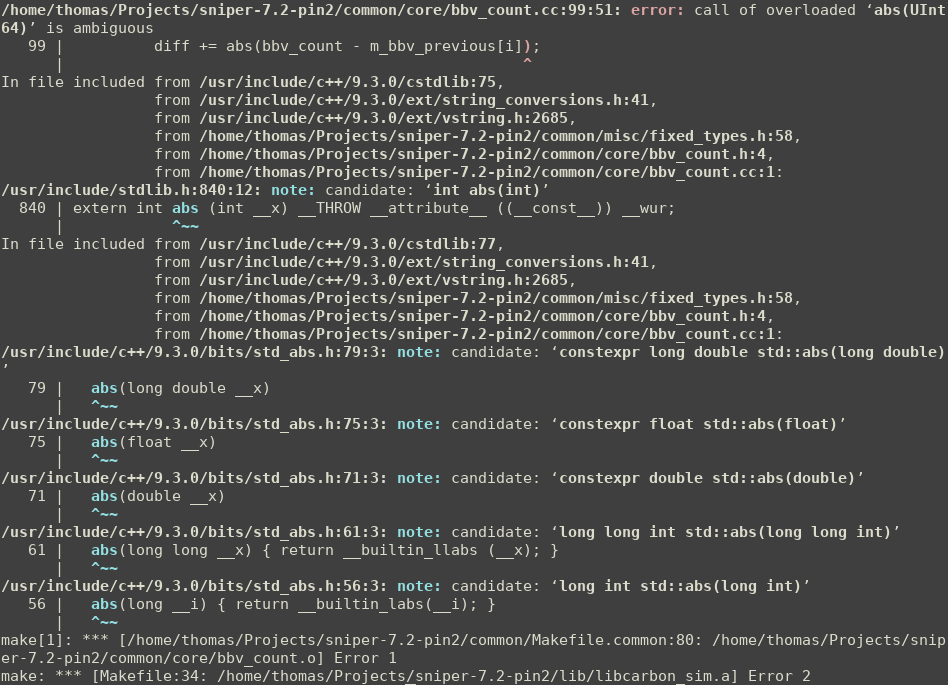 /home/thomas/Projects/sniper-7.2-pin2/common/core/bbv_count.cc:99:51: error: call of overloaded ‘abs(UInt
64)’ is ambiguous
   99 |          diff += abs(bbv_count - m_bbv_previous[i]);
      |                                                   ^
In file included from /usr/include/c++/9.3.0/cstdlib:75,
                 from /usr/include/c++/9.3.0/ext/string_conversions.h:41,
                 from /usr/include/c++/9.3.0/ext/vstring.h:2685,
                 from /home/thomas/Projects/sniper-7.2-pin2/common/misc/fixed_types.h:58,
                 from /home/thomas/Projects/sniper-7.2-pin2/common/core/bbv_count.h:4,
                 from /home/thomas/Projects/sniper-7.2-pin2/common/core/bbv_count.cc:1:
/usr/include/stdlib.h:840:12: note: candidate: ‘int abs(int)’
  840 | extern int abs (int __x) __THROW __attribute__ ((__const__)) __wur;
      |            ^~~
In file included from /usr/include/c++/9.3.0/cstdlib:77,
                 from /usr/include/c++/9.3.0/ext/string_conversions.h:41,
                 from /usr/include/c++/9.3.0/ext/vstring.h:2685,
                 from /home/thomas/Projects/sniper-7.2-pin2/common/misc/fixed_types.h:58,
                 from /home/thomas/Projects/sniper-7.2-pin2/common/core/bbv_count.h:4,
                 from /home/thomas/Projects/sniper-7.2-pin2/common/core/bbv_count.cc:1:
/usr/include/c++/9.3.0/bits/std_abs.h:79:3: note: candidate: ‘constexpr long double std::abs(long double)
’
   79 |   abs(long double __x)
      |   ^~~
/usr/include/c++/9.3.0/bits/std_abs.h:75:3: note: candidate: ‘constexpr float std::abs(float)’
   75 |   abs(float __x)
      |   ^~~
/usr/include/c++/9.3.0/bits/std_abs.h:71:3: note: candidate: ‘constexpr double std::abs(double)’
   71 |   abs(double __x)
      |   ^~~
/usr/include/c++/9.3.0/bits/std_abs.h:61:3: note: candidate: ‘long long int std::abs(long long int)’
   61 |   abs(long long __x) { return __builtin_llabs (__x); }
      |   ^~~
/usr/include/c++/9.3.0/bits/std_abs.h:56:3: note: candidate: ‘long int std::abs(long int)’
   56 |   abs(long __i) { return __builtin_labs(__i); }
      |   ^~~
make[1]: *** [/home/thomas/Projects/sniper-7.2-pin2/common/Makefile.common:80: /home/thomas/Projects/snip
er-7.2-pin2/common/core/bbv_count.o] Error 1
make: *** [Makefile:34: /home/thomas/Projects/sniper-7.2-pin2/lib/libcarbon_sim.a] Error 2